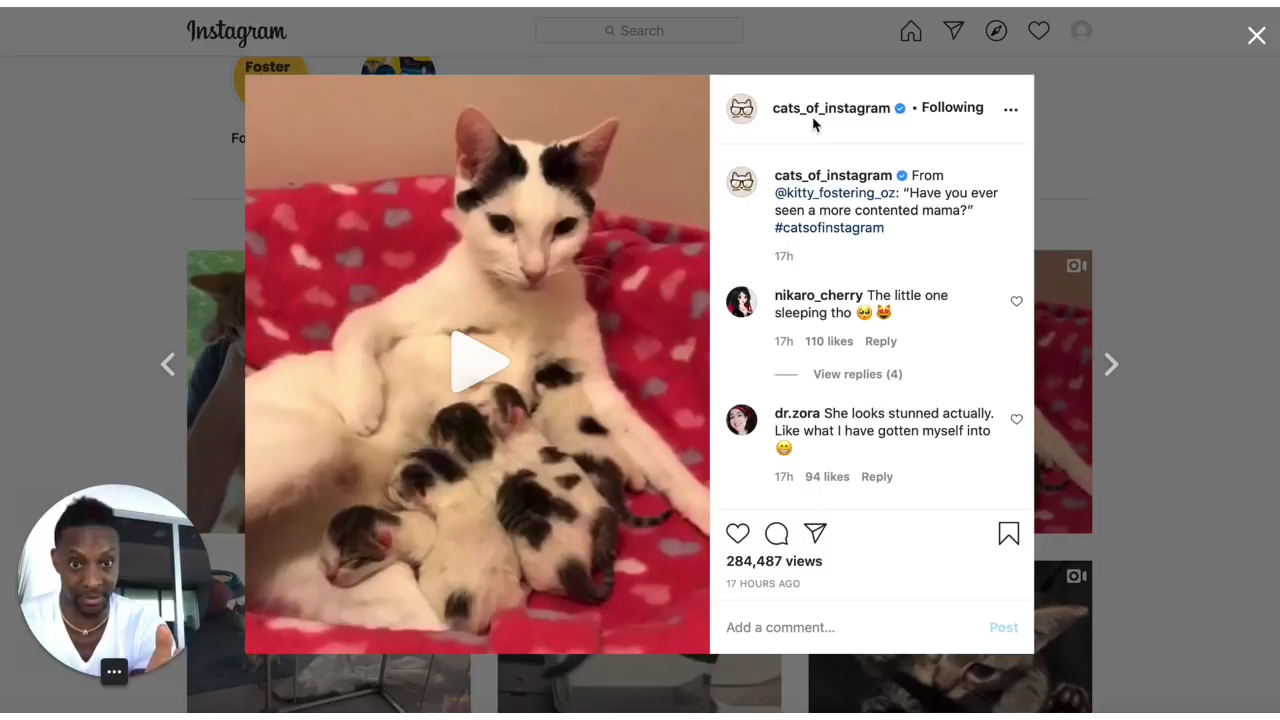 Instagram
Search
Foster
Fo
cats_of_instagram • Following
cats_of_instagram From
@kitty_fostering_oz: “Have you ever
seen a more contented mama?”
#catsofinstagram
17h
nikaro_cherry The little one
sleeping tho 🥺 😻
17h 110 likes Reply
View replies (4)
dr.zora She looks stunned actually.
Like what I have gotten myself into
😁
17h 94 likes Reply
284,487 views
17 HOURS AGO
Add a comment... Post